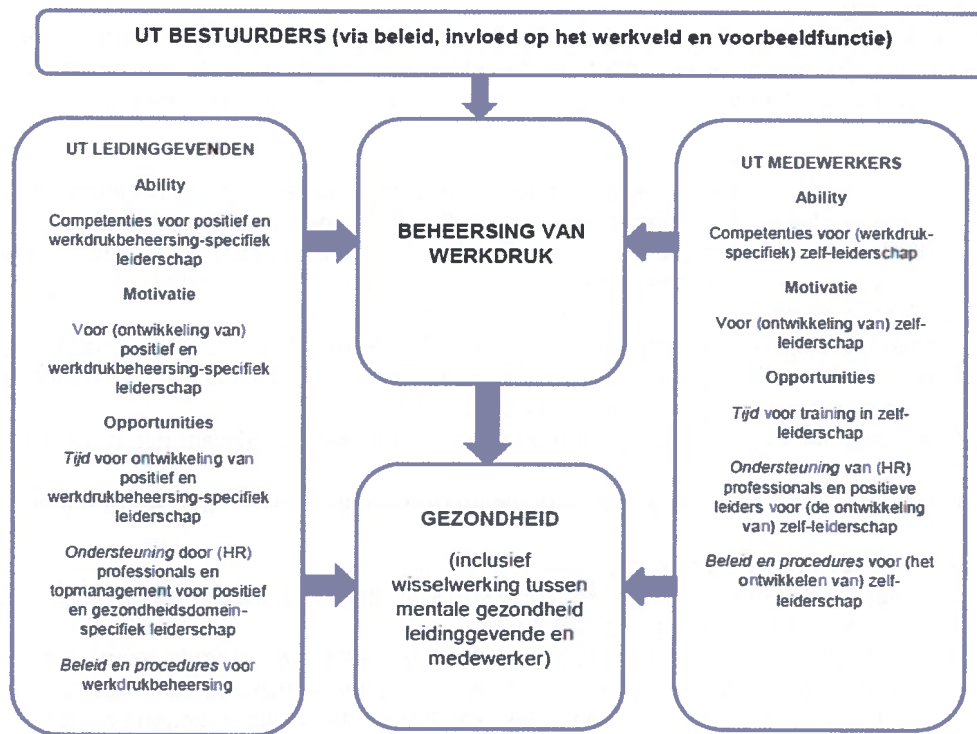 UT BESTUURDERS (via beleid, invloed op het werkveld en voorbeeldfunctie)
UT LEIDINGGEVENDEN
Ability
Competenties voor positief en
werkdrukbeheersing-specifiek
leiderschap
Motivatie
Voor (ontwikkeling van)
positief en
werkdrukbeheersing-specifiek
leiderschap
Opportunities
Tijd voor ontwikkeling van
positief en
werkdrukbeheersing-specifiek
leiderschap
Ondersteuning door (HR)
professionals en
topmanagement voor positief
en gezondheidsdomein-
specifiek leiderschap
Beleid en procedures voor
werkdrukbeheersing
BEHEERSING VAN
WERKDRUK
GEZONDHEID
(inclusief
wisselwerking tussen
mentale gezondheid
leidinggevende en
medewerker)
UT MEDEWERKERS
Ability
Competenties voor (werkdruk-
specifiek) zelf-leiderschap
Motivatie
Voor (ontwikkeling van) zelf-
leiderschap
Opportunities
Tijd voor training in zelf-
leiderschap
Ondersteuning van (HR)
professionals en positieve
leiders voor (de ontwikkeling
van) zelf-leiderschap
Beleid en procedures voor (het
ontwikkelen van) zelf-
leiderschap